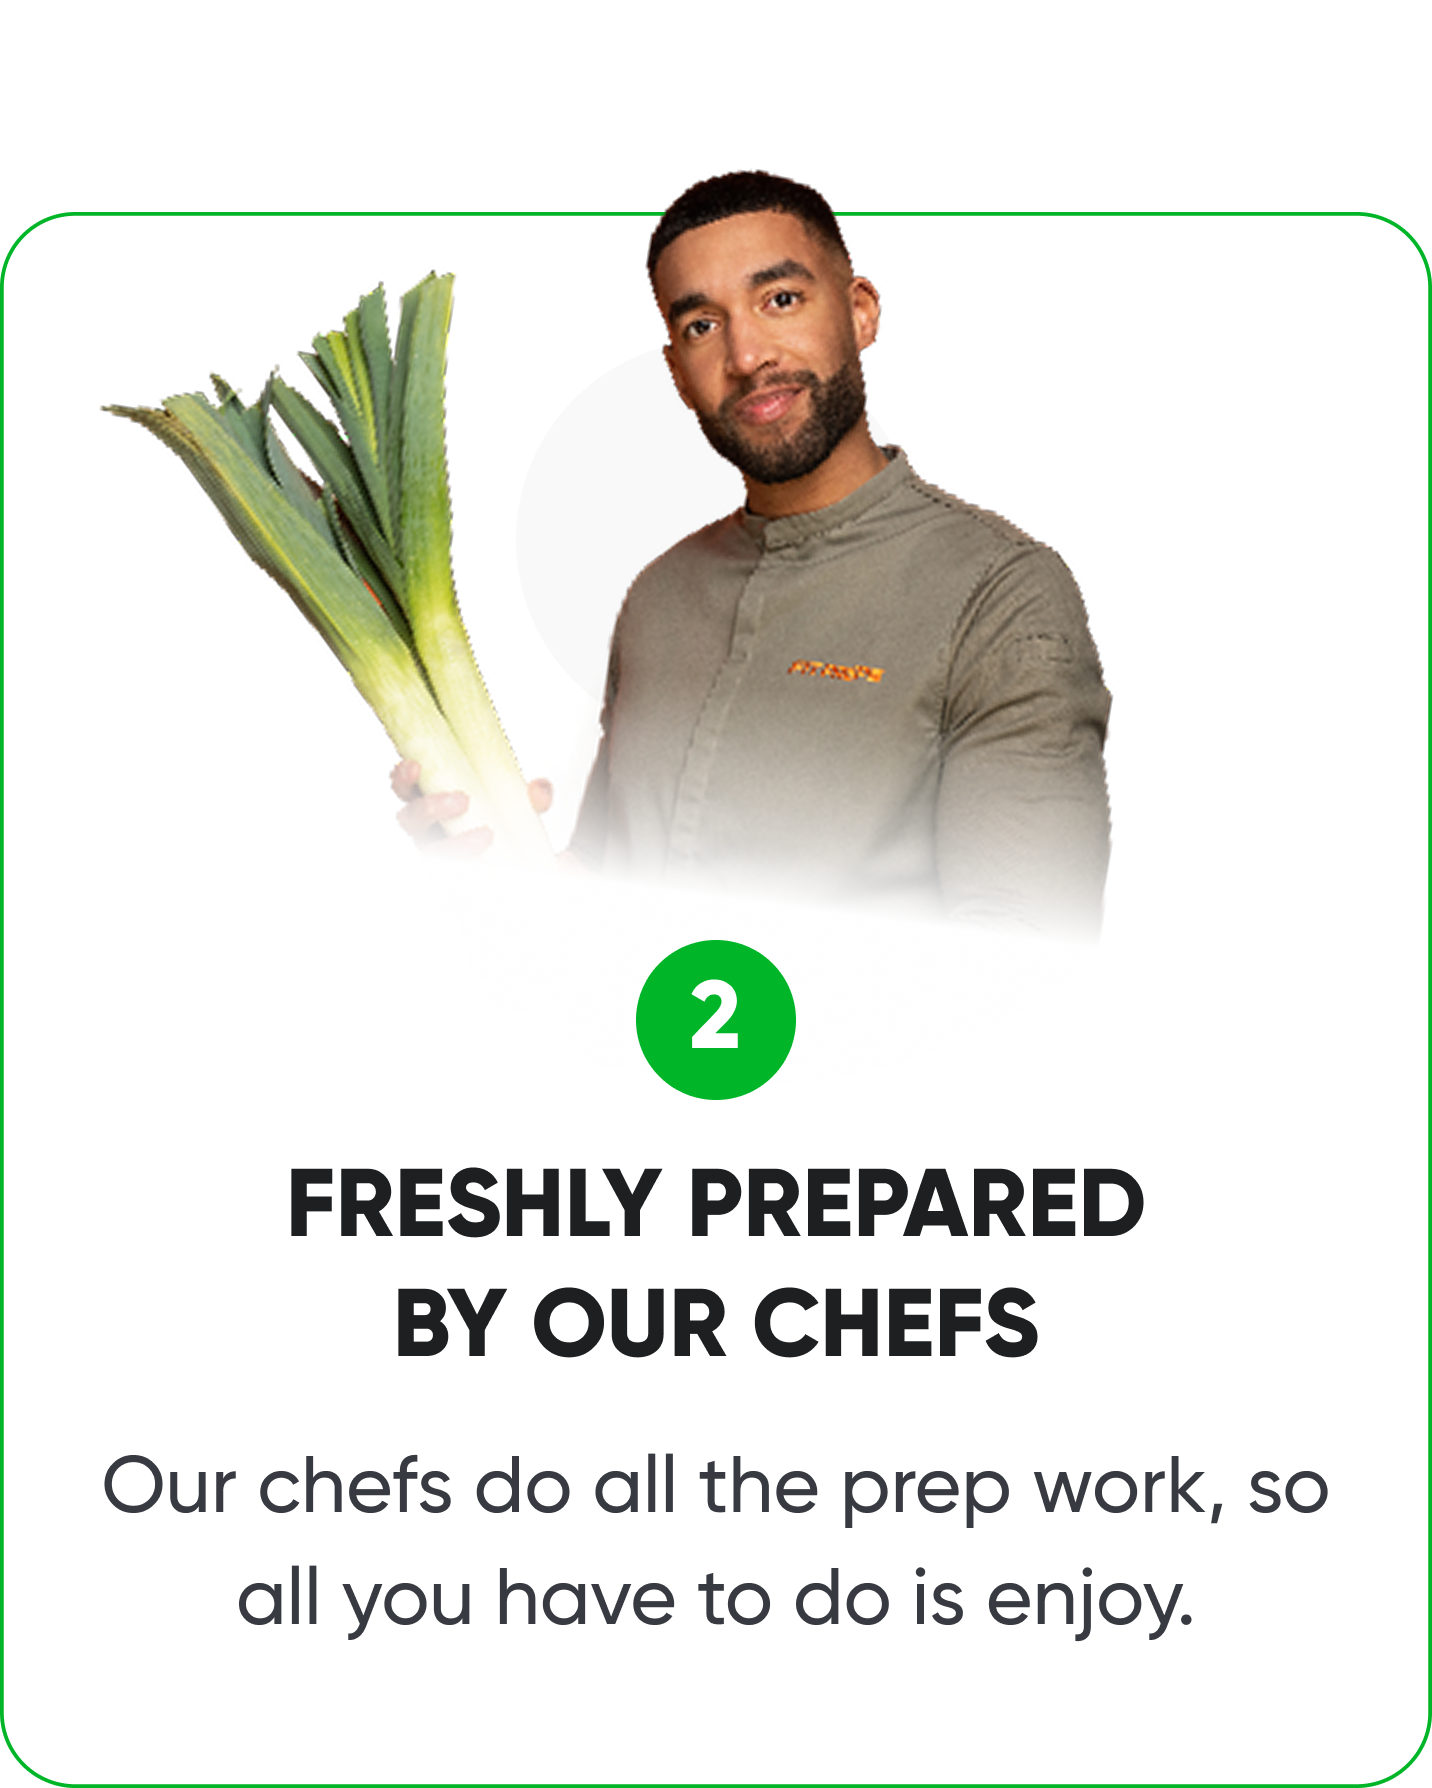 2
FRESHLY PREPARED
BY OUR CHEFS
Our chefs do all the prep work, so
all you have to do is enjoy.